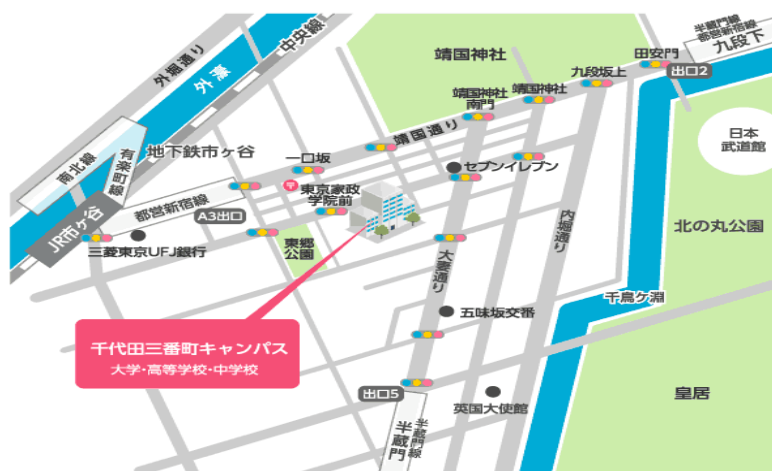 外堀通り
外濠
中央線
靖国神社
田安門
半蔵門線
都営新宿線
九段下
出口2
九段坂上
靖国神社
靖国神社
南門
靖国通り
日本
武道館
南北線
有楽町線
地下鉄市ヶ谷
一口坂
セブンイレブン
東京家政
学院前
都営新宿線
A3出口
JR市ヶ谷
三菱東京UFJ銀行
東郷
公園
大妻通り
内堀通り
北の丸公園
千鳥ケ淵
五味坂交番
千代田三番町キャンパス
大学・高等学校・中学校
出口5
半蔵門線
半蔵門
英国大使館
皇居